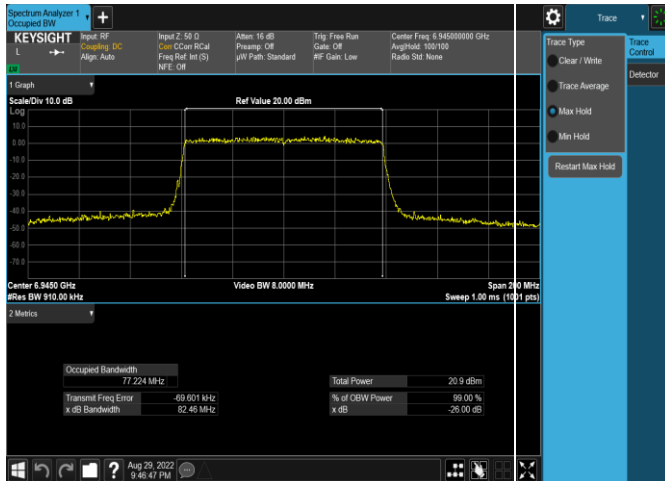 Spectrum Analyzer 1
Occupied BW
KEYSIGHT
L
Input: RF
Coupling: DC
Align: Auto
Input Z: 50 Ω
Corr CCorr RCal
Freq Ref: Int (S)
NFE: Off
Atten: 16 dB
Preamp: Off
µW Path: Standard
Trig: Free Run
Gate: Off
#IF Gain: Low
Center Freq: 6.945000000 GHz
Avg|Hold: 100/100
Radio Std: None
1 Graph
Scale/Div 10.0 dB
Ref Value 20.00 dBm
Log
10.0
0.00
-10.0
-20.0
-30.0
-40.0
-50.0
-60.0
-70.0
Center 6.9450 GHz
#Res BW 910.00 kHz
Video BW 8.0000 MHz
Span 200 MHz
Sweep 1.00 ms (1001 pts)
2 Metrics
Occupied Bandwidth
77.224 MHz
Transmit Freq Error -69.601 kHz
x dB Bandwidth 82.46 MHz
Total Power 20.9 dBm
% of OBW Power 99.00 %
x dB -26.00 dB
Aug 29, 2022
9:46:47 PM
Trace
Trace Type
Clear / Write
Trace Average
Max Hold
Min Hold
Restart Max Hold
Trace
Control
Detector